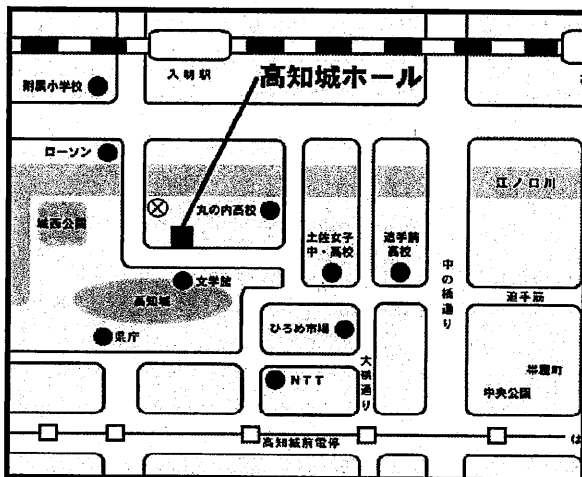 入明駅
高知城ホール
附属小学校
ローソン
江ノ口川
丸の内高校
城西公園
土佐女子
中・高校
追手前
高校
中の橋通り
文学館
高知城
追手筋
ひろめ市場
県庁
大橋通り
帯屋町
NTT
中央公園
高知城前電停
は